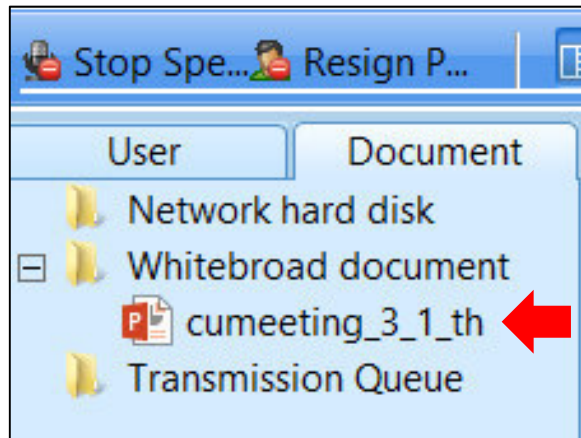 Stop Spe... Resign P...
User Document
Network hard disk
Whitebroad document
cumeeting_3_1_th
Transmission Queue